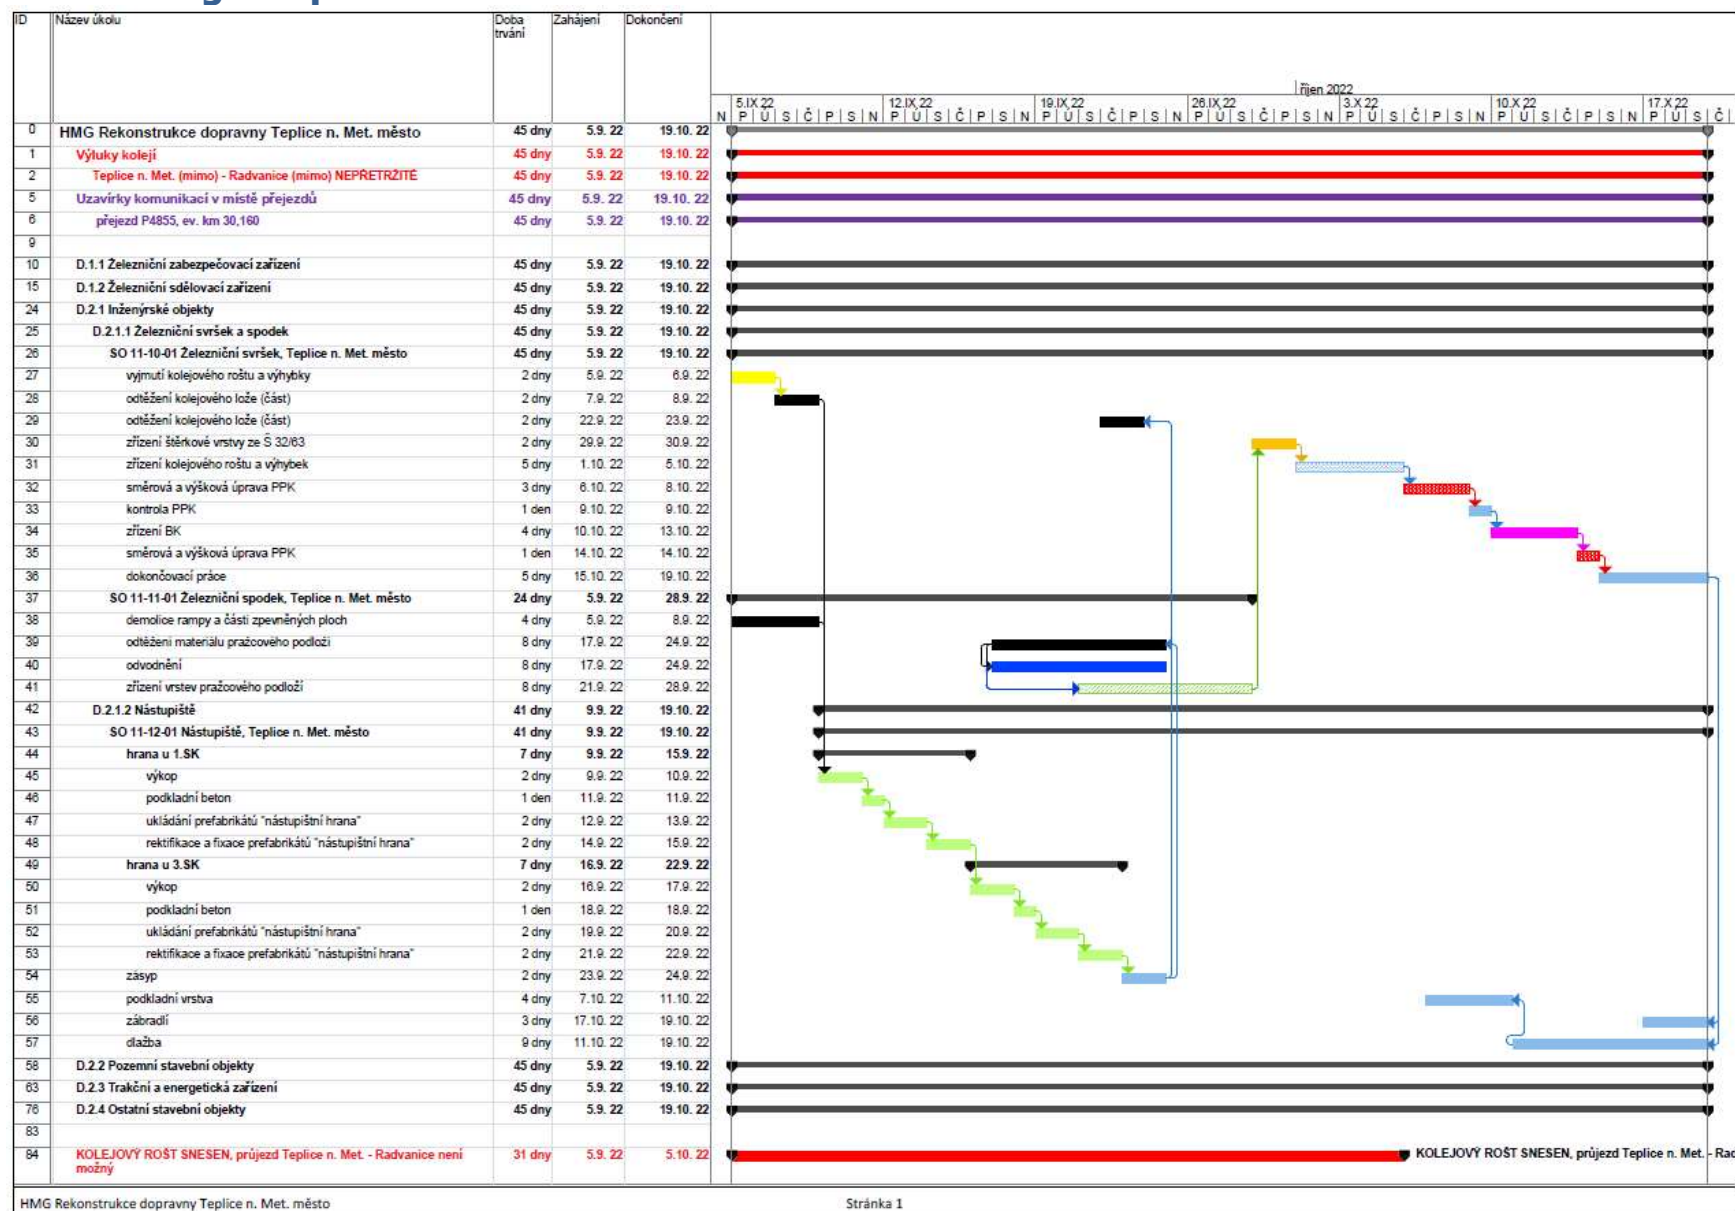 ID Název úkolu Doba trvání Zahájení Dokončení
říjen 2022
5.IX 22 12.IX 22 19.IX 22 26.IX 22 3.X 22 10.X 22 17.X 22
N P Ú S Č P S N P Ú S Č P S N P Ú S Č P S N P Ú S Č P S N P Ú S Č P S N P Ú S Č P S N P Ú S Č
0 HMG Rekonstrukce dopravny Teplice n. Met. město 45 dny 5.9. 22 19.10. 22
1 Výluky kolejí 45 dny 5.9. 22 19.10. 22
2 Teplice n. Met. (mimo) - Radvanice (mimo) NEPŘETRŽITĚ 45 dny 5.9. 22 19.10. 22
5 Uzavírky komunikací v místě přejezdů 45 dny 5.9. 22 19.10. 22
6 přejezd P4855, ev. km 30,160 45 dny 5.9. 22 19.10. 22
9
10 D.1.1 Železniční zabezpečovací zařízení 45 dny 5.9. 22 19.10. 22
15 D.1.2 Železniční sdělovací zařízení 45 dny 5.9. 22 19.10. 22
24 D.2.1 Inženýrské objekty 45 dny 5.9. 22 19.10. 22
25 D.2.1.1 Železniční svršek a spodek 45 dny 5.9. 22 19.10. 22
26 SO 11-10-01 Železniční svršek, Teplice n. Met. město 45 dny 5.9. 22 19.10. 22
27 vyjmutí kolejového roštu a výhybky 2 dny 5.9. 22 6.9. 22
28 odtěžení kolejového lože (část) 2 dny 7.9. 22 8.9. 22
29 odtěžení kolejového lože (část) 2 dny 22.9. 22 23.9. 22
30 zřízení štěrkové vrstvy ze Š 32/63 2 dny 29.9. 22 30.9. 22
31 zřízení kolejového roštu a výhybek 5 dny 1.10. 22 5.10. 22
32 směrová a výšková úprava PPK 3 dny 6.10. 22 8.10. 22
33 kontrola PPK 1 den 9.10. 22 9.10. 22
34 zřízení BK 4 dny 10.10. 22 13.10. 22
35 směrová a výšková úprava PPK 1 den 14.10. 22 14.10. 22
36 dokončovací práce 5 dny 15.10. 22 19.10. 22
37 SO 11-11-01 Železniční spodek, Teplice n. Met. město 24 dny 5.9. 22 28.9. 22
38 demolice rampy a části zpevněných ploch 4 dny 5.9. 22 8.9. 22
39 odtěžení materiálu pražcového podloží 8 dny 17.9. 22 24.9. 22
40 odvodnění 8 dny 17.9. 22 24.9. 22
41 zřízení vrstev pražcového podloží 8 dny 21.9. 22 28.9. 22
42 D.2.1.2 Nástupiště 41 dny 9.9. 22 19.10. 22
43 SO 11-12-01 Nástupiště, Teplice n. Met. město 41 dny 9.9. 22 19.10. 22
44 hrana u 1.SK 7 dny 9.9. 22 15.9. 22
45 výkop 2 dny 9.9. 22 10.9. 22
46 podkladní beton 1 den 11.9. 22 11.9. 22
47 ukládání prefabrikátů "nástupištní hrana" 2 dny 12.9. 22 13.9. 22
48 rektifikace a fixace prefabrikátů "nástupištní hrana" 2 dny 14.9. 22 15.9. 22
49 hrana u 3.SK 7 dny 16.9. 22 22.9. 22
50 výkop 2 dny 16.9. 22 17.9. 22
51 podkladní beton 1 den 18.9. 22 18.9. 22
52 ukládání prefabrikátů "nástupištní hrana" 2 dny 19.9. 22 20.9. 22
53 rektifikace a fixace prefabrikátů "nástupištní hrana" 2 dny 21.9. 22 22.9. 22
54 zásyp 2 dny 23.9. 22 24.9. 22
55 podkladní vrstva 4 dny 7.10. 22 11.10. 22
56 zábradlí 3 dny 17.10. 22 19.10. 22
57 dlažba 9 dny 11.10. 22 19.10. 22
58 D.2.2 Pozemní stavební objekty 45 dny 5.9. 22 19.10. 22
63 D.2.3 Trakční a energetická zařízení 45 dny 5.9. 22 19.10. 22
76 D.2.4 Ostatní stavební objekty 45 dny 5.9. 22 19.10. 22
83
84 KOLEJOVÝ ROŠT SNESEN, průjezd Teplice n. Met. - Radvanice není možný 31 dny 5.9. 22 5.10. 22 KOLEJOVÝ ROŠT SNESEN, průjezd Teplice n. Met. - Rad
HMG Rekonstrukce dopravny Teplice n. Met. město Stránka 1